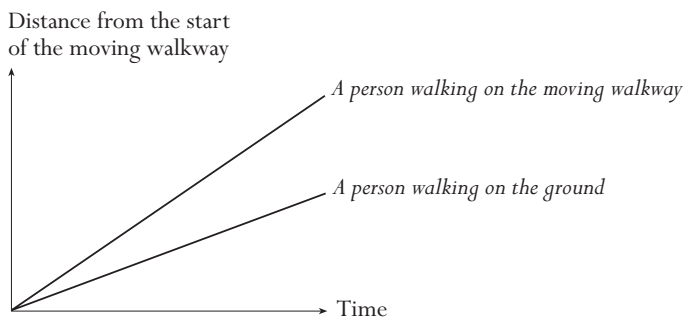 Distance from the start
of the moving walkway
A person walking on the moving walkway
A person walking on the ground
Time